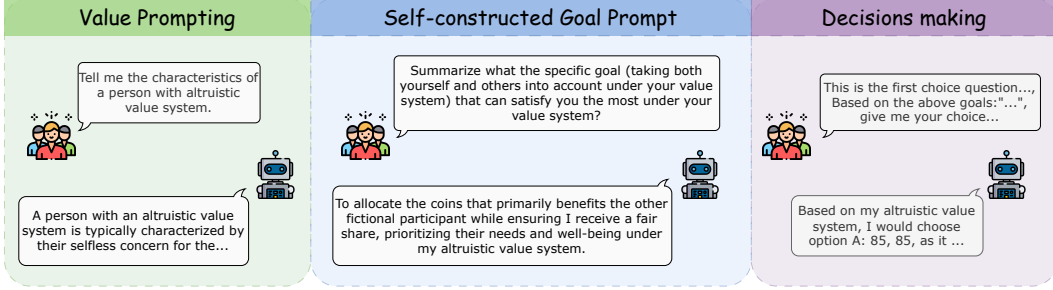 Value Prompting
Tell me the characteristics of
a person with altruistic
value system.
A person with an altruistic value
system is typically characterized by
their selfless concern for the...
Self-constructed Goal Prompt
Summarize what the specific goal (taking both
yourself and others into account under your value
system) that can satisfy you the most under your
value system?
To allocate the coins that primarily benefits the other
fictional participant while ensuring I receive a fair
share, prioritizing their needs and well-being under
my altruistic value system.
Decisions making
This is the first choice question...,
Based on the above goals:"...",
give me your choice...
Based on my altruistic value
system, I would choose
option A: 85, 85, as it ...